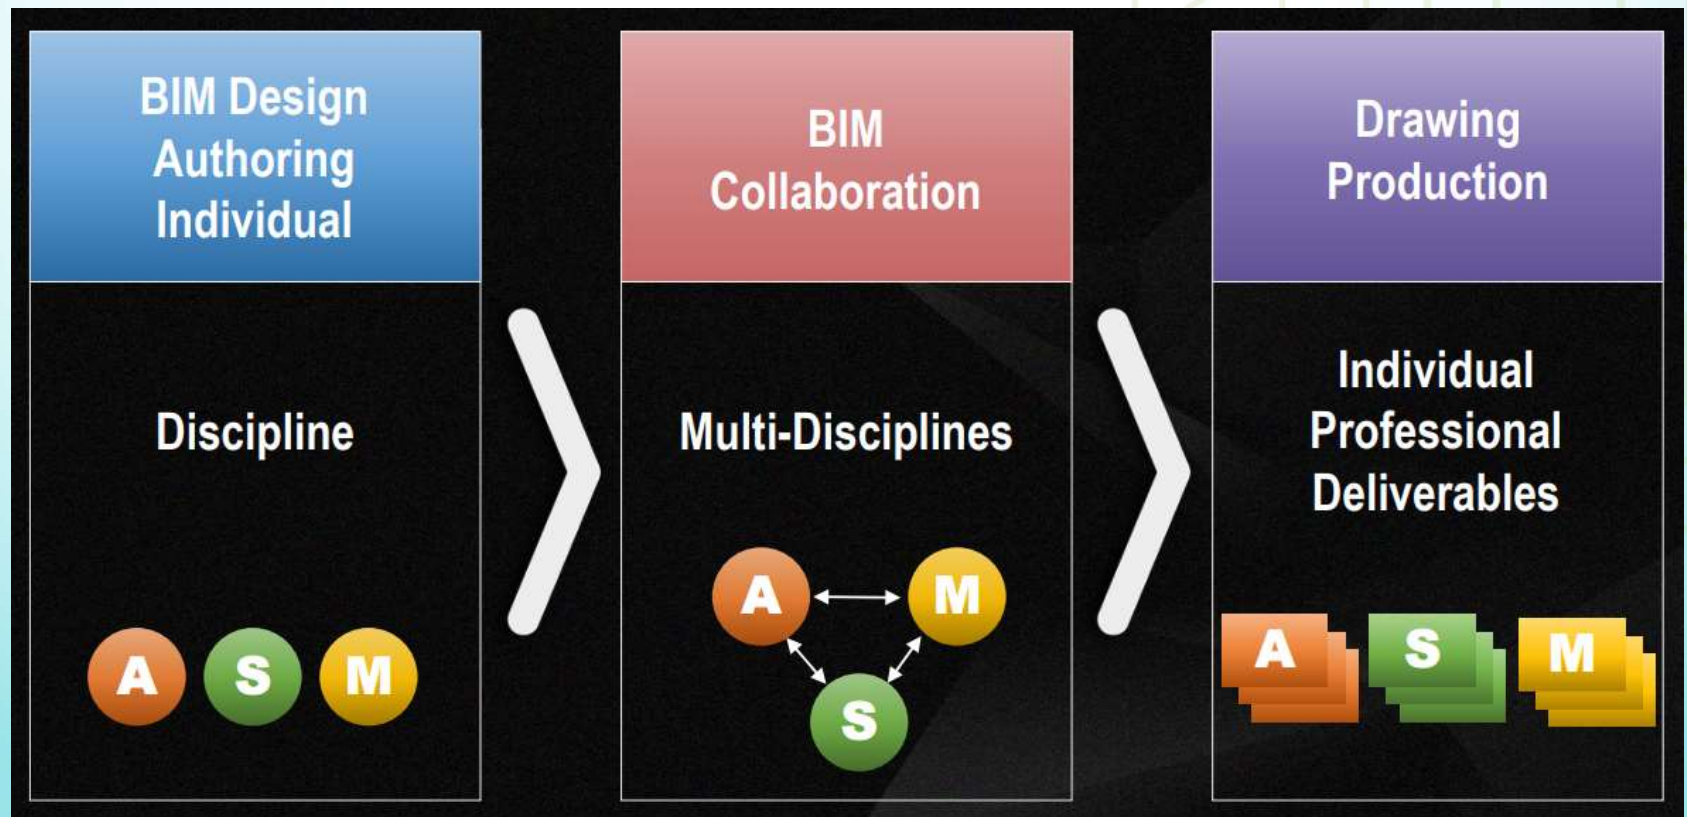 BIM Design
Authoring
Individual
Discipline
A S M
BIM
Collaboration
Multi-Disciplines
A M
S
Drawing
Production
Individual
Professional
Deliverables
A S M